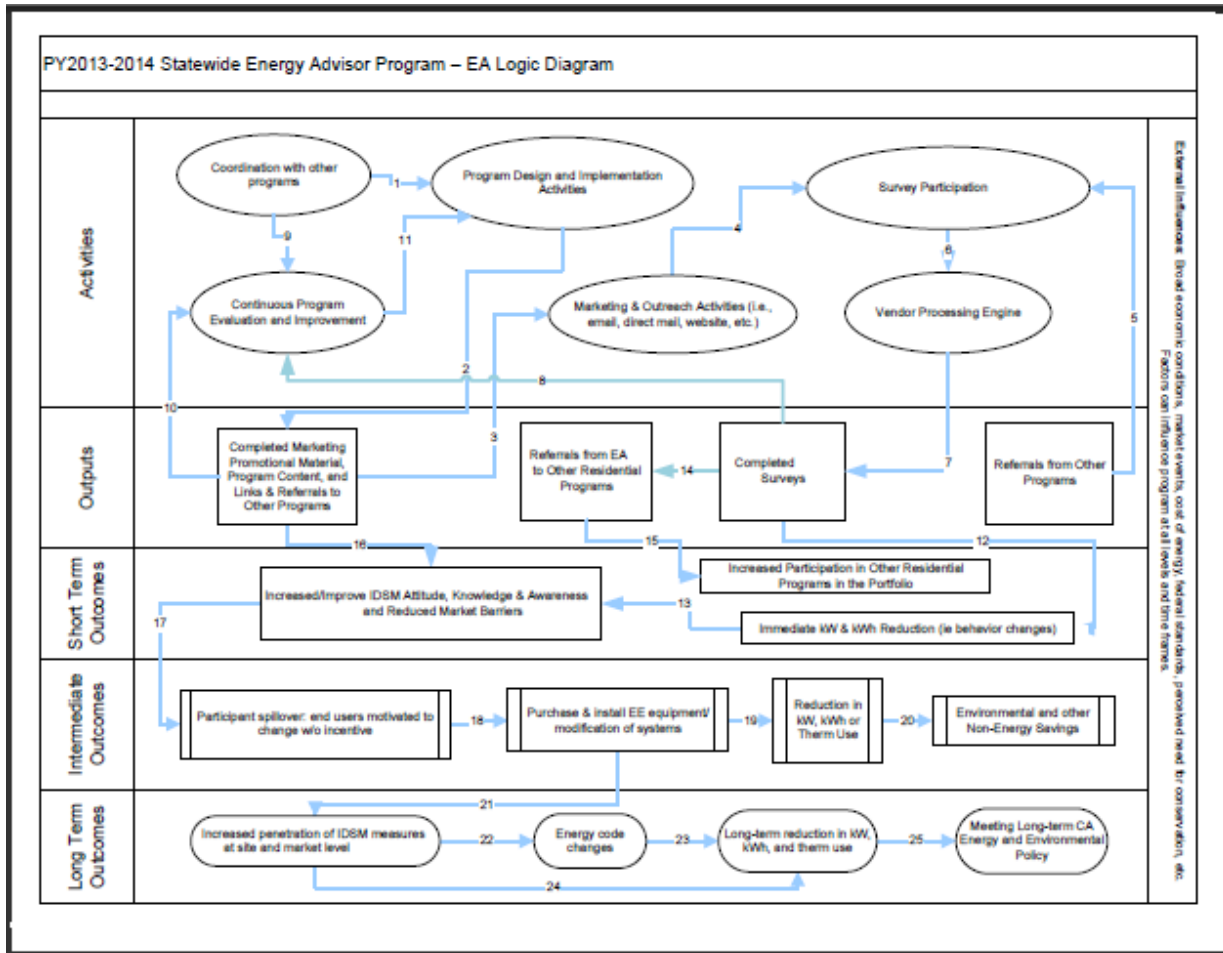 PY2013-2014 Statewide Energy Advisor Program – EA Logic Diagram
Activities
Coordination with other
programs
1
Program Design and Implementation
Activities
Survey Participation
9
11
4
6
Continuous Program
Evaluation and Improvement
Marketing & Outreach Activities (i.e.,
email, direct mail, website, etc.)
Vendor Processing Engine
5
2
8
10
3
7
Outputs
Completed Marketing
Promotional Material,
Program Content, and
Links & Referrals to
Other Programs
Referrals from EA
to Other Residential
Programs
14
Completed
Surveys
Referrals from Other
Programs
16
15
12
Short Term
Outcomes
Increased/Improve IDSM Attitude, Knowledge & Awareness
and Reduced Market Barriers
Increased Participation in Other Residential
Programs in the Portfolio
13
Immediate kW & kWh Reduction (ie behavior changes)
17
Intermediate
Outcomes
Participant spillover: end users motivated to
change w/o incentive
18
Purchase & install EE equipment/
modification of systems
19
Reduction in
kW, kWh or
Therm Use
20
Environmental and other
Non-Energy Savings
21
Long Term
Outcomes
Increased penetration of IDSM measures
at site and market level
22
Energy code
changes
23
Long-term reduction in kW,
kWh, and therm use
25
Meeting Long-term CA
Energy and Environmental
Policy
24
External Influences: Broad economic conditions, market events, cost of energy, federal standards, perceived need for conservation, etc.
Factors can influence program at all levels and time frames.